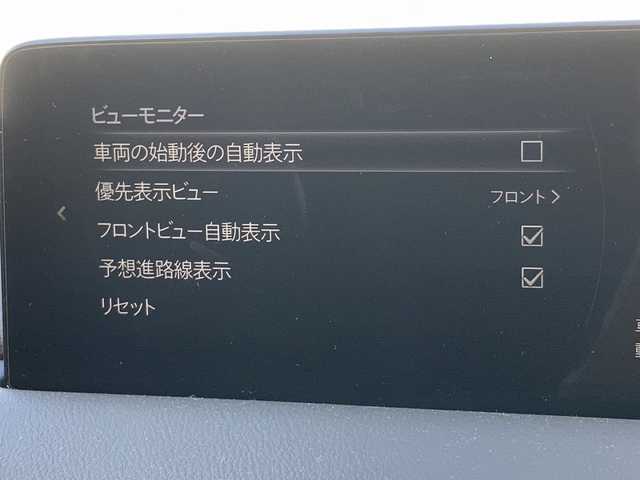 ビューモニター
車両の始動後の自動表示
優先表示ビュー
フロント
フロントビュー自動表示
予想進路線表示
リセット